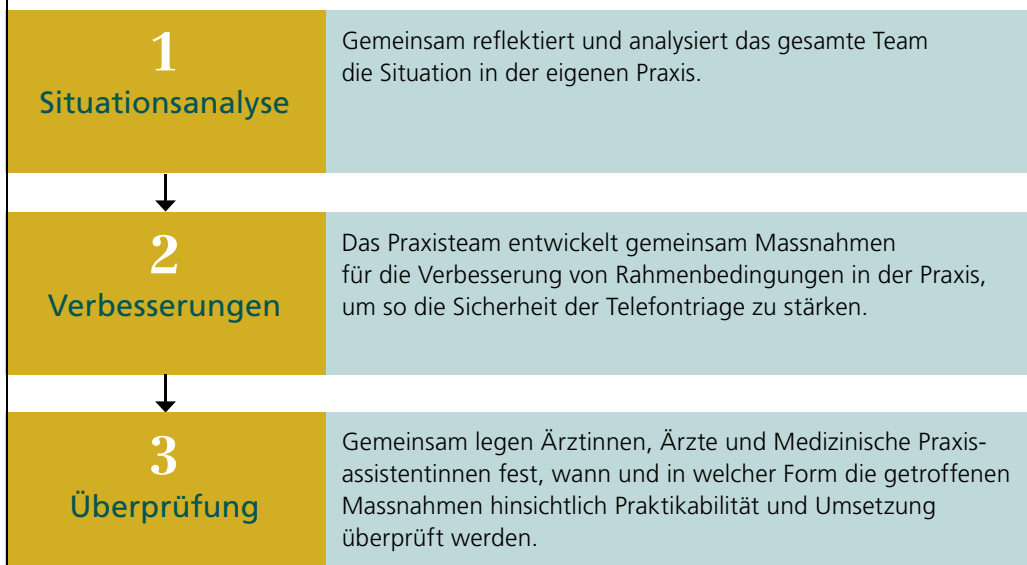 1
Situationsanalyse
Gemeinsam reflektiert und analysiert das gesamte Team
die Situation in der eigenen Praxis.
2
Verbesserungen
Das Praxisteam entwickelt gemeinsam Massnahmen
für die Verbesserung von Rahmenbedingungen in der Praxis,
um so die Sicherheit der Telefontriage zu stärken.
3
Überprüfung
Gemeinsam legen Ärztinnen, Ärzte und Medizinische Praxis-
assistentinnen fest, wann und in welcher Form die getroffenen
Massnahmen hinsichtlich Praktikabilität und Umsetzung
überprüft werden.